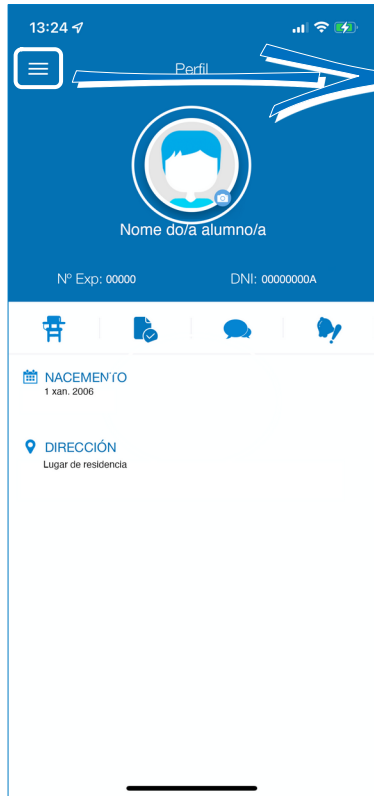 13:24
Perfil
Nome do/a alumno/a
Nº Exp: 00000
DNI: 00000000A
NACEMENTO
1 xan. 2006
DIRECCIÓN
Lugar de residencia